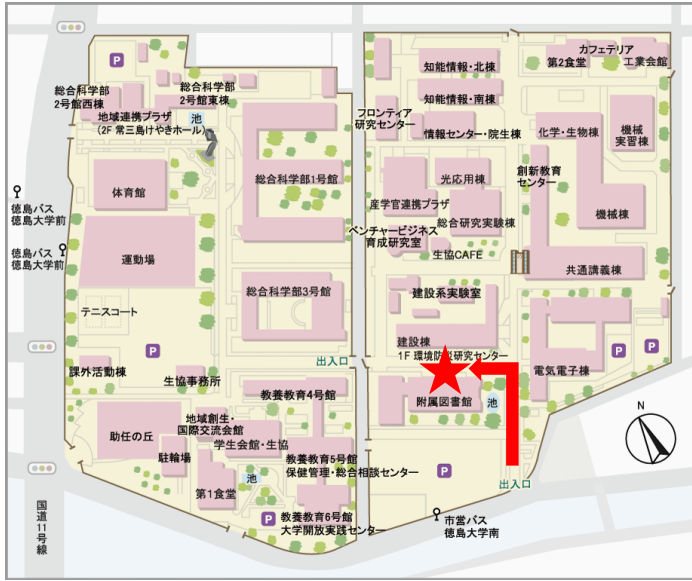 P
総合科学部
2号館西棟
総合科学部
2号館東棟
地域連携プラザ
(2F 常三島けやきホール)
池
体育館
総合科学部1号館
徳島バス
徳島大学前
徳島バス
徳島大学前
運動場
テニスコート
P
総合科学部3号館
課外活動棟
生協事務所
出入口
助任の丘
駐輪場
地域創生・
国際交流会館
学生会館・生協
第1食堂
池
P
教養教育4号館
教養教育5号館
保健管理・総合相談センター
教養教育6号館
大学開放実践センター
国道11号線
知能情報・北棟
知能情報・南棟
フロンティア
研究センター
情報センター・院生棟
カフェテリア
第2食堂
工業会館
化学・生物棟
機械
実習棟
創新教育
センター
光応用棟
産学官連携プラザ
総合研究実験棟
機械棟
ベンチャービジネス
育成研究室
生協CAFE
共通講義棟
建設系実験室
建設棟
1F 環境防災研究センター
電気電子棟
P
P
附属図書館
池
P
出入口
市営バス
徳島大学南
N